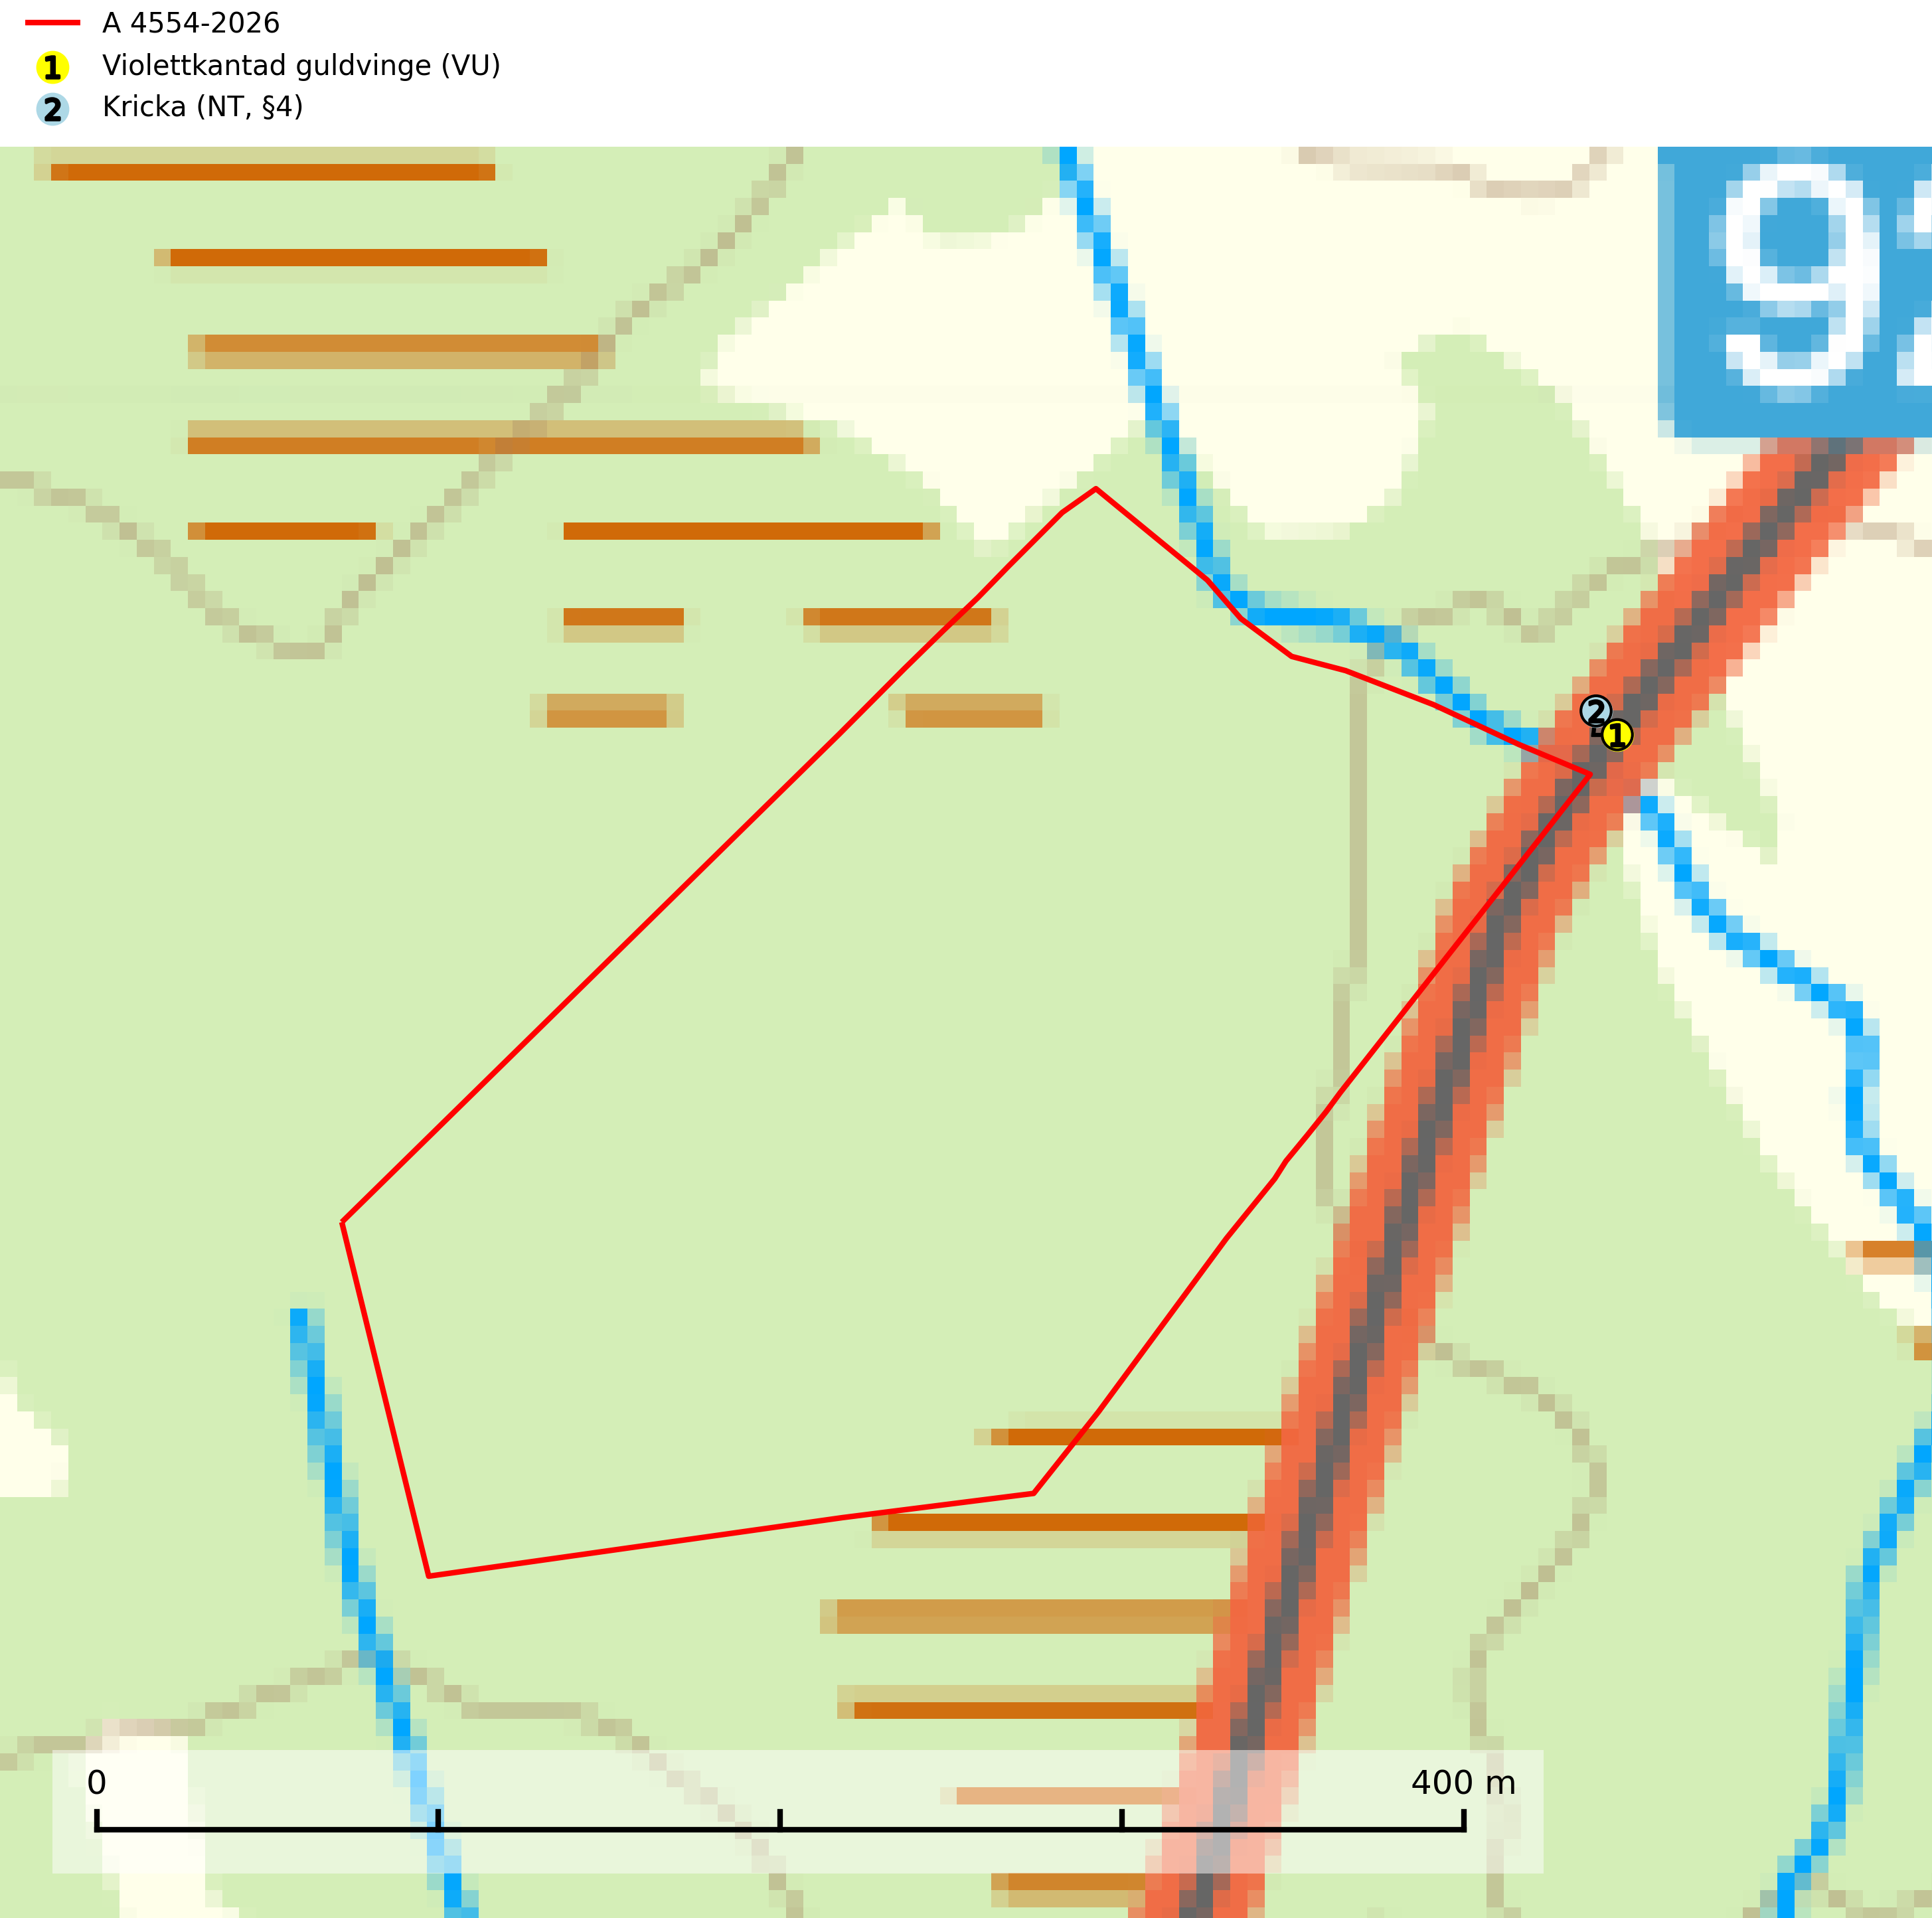 A 4554-2026
1 Violettkantad guldvinge (VU)
2 Kricka (NT, §4)
9
2
1
0 400 m